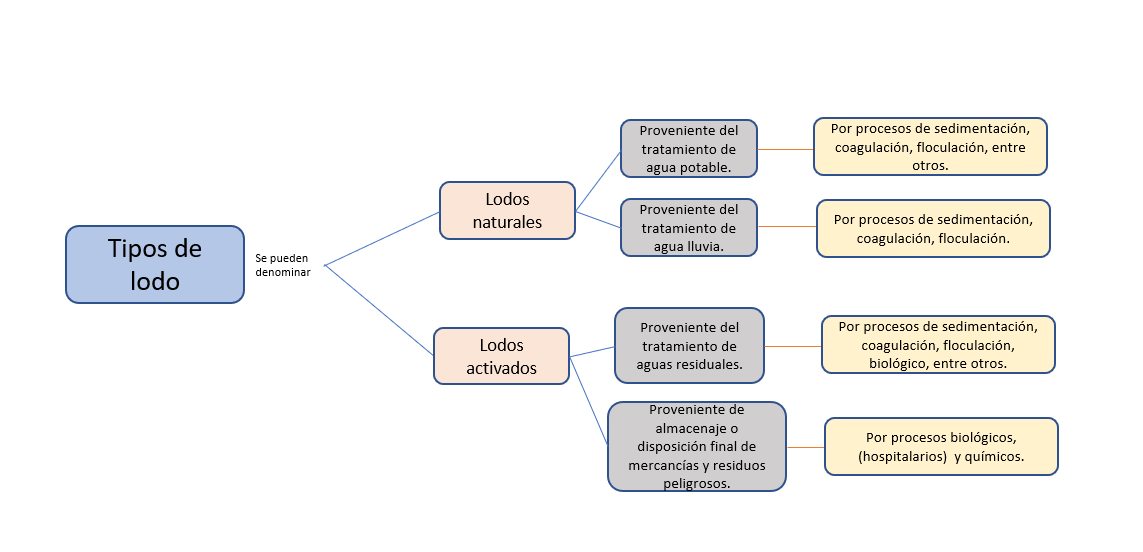 Tipos de
lodo
Se pueden
denominar
Lodos
naturales
Proveniente del
tratamiento de
agua potable.
Por procesos de sedimentación,
coagulación, floculación, entre
otros.
Proveniente del
tratamiento de
agua lluvia.
Por procesos de sedimentación,
coagulación, floculación.
Lodos
activados
Proveniente del
tratamiento de
aguas residuales.
Por procesos de sedimentación,
coagulación, floculación,
biológico, entre otros.
Proveniente de
almacenaje o
disposición final de
mercancías y residuos
peligrosos.
Por procesos biológicos,
(hospitalarios)  y químicos.